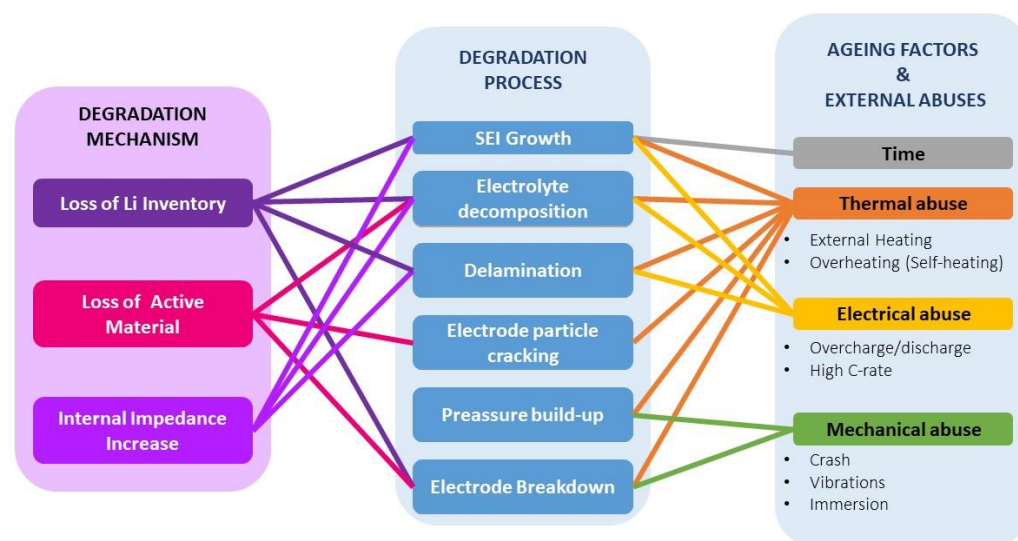 DEGRADATION
MECHANISM
Loss of Li Inventory
Loss of Active
Material
Internal Impedance
Increase
DEGRADATION
PROCESS
SEI Growth
Electrolyte
decomposition
Delamination
Electrode particle
cracking
Preassure build-up
Electrode Breakdown
AGEING FACTORS
&
EXTERNAL ABUSES
Time
Thermal abuse
• External Heating
• Overheating (Self-heating)
Electrical abuse
• Overcharge/discharge
• High C-rate
Mechanical abuse
• Crash
• Vibrations
• Immersion